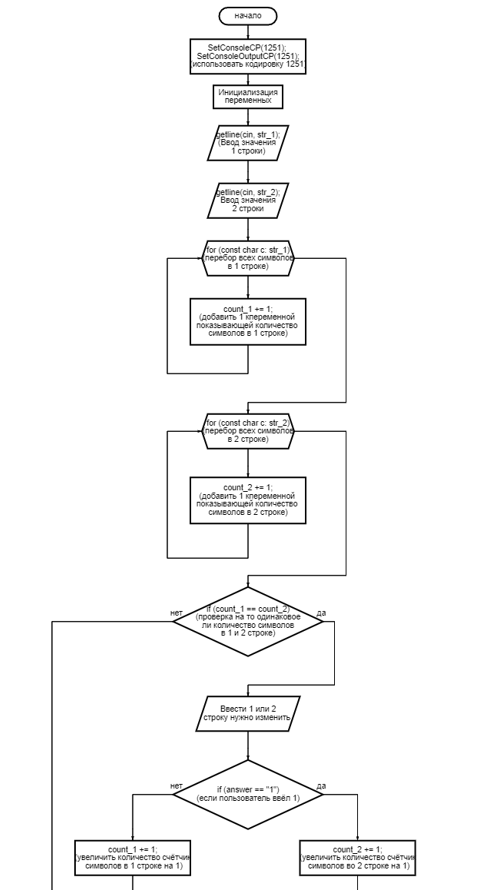 начало
SetConsoleCP(1251);
SetConsoleOutputCP(1251);
(использовать кодировку 1251)
Инициализация
переменных
getline(cin, str_1);
(Ввод значения
1 строки)
getline(cin, str_2);
Ввод значения
2 строки
for (const char c: str_1)
(перебор всех символов
в 1 строке)
count_1 += 1;
(добавить 1 кпеременной
показывающей количество
символов в 1 строке)
for (const char c: str_2)
(перебор всех символов
в 2 строке)
count_2 += 1;
(добавить 1 кпеременной
показывающей количество
символов в 2 строке)
нет
if (count_1 == count_2)
да
(проверка на то одинаковое
ли количество символов
в 1 и 2 строке)
Ввести 1 или 2
строку нужно изменить
нет
да
if (answer == "1")
(если пользователь ввёл 1)
count_1 += 1;
(увеличить количество счётчик
символов в 1 строке на 1)
count_2 += 1;
(увеличить количество счётчик
символов во 2 строке на 1)